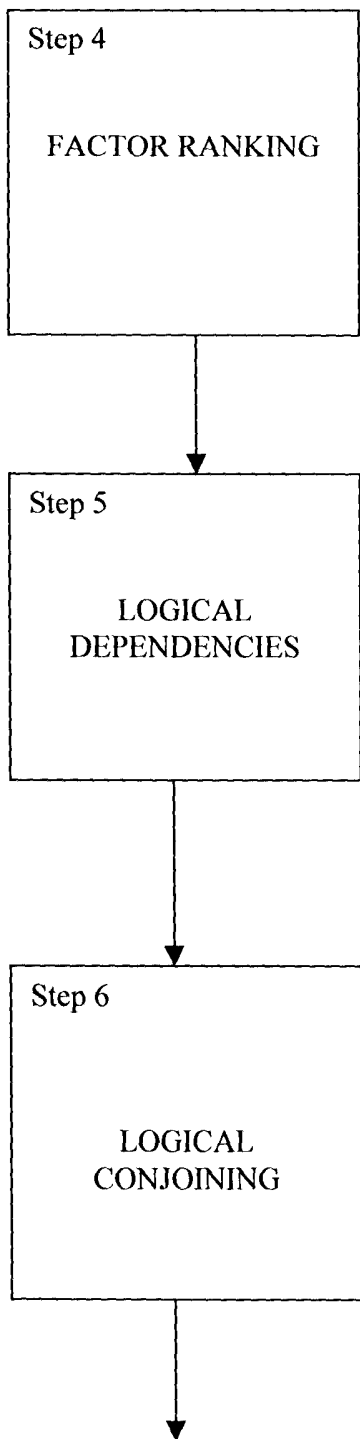 Step 4
FACTOR RANKING
Step 5
LOGICAL
DEPENDENCIES
Step 6
LOGICAL
CONJOINING